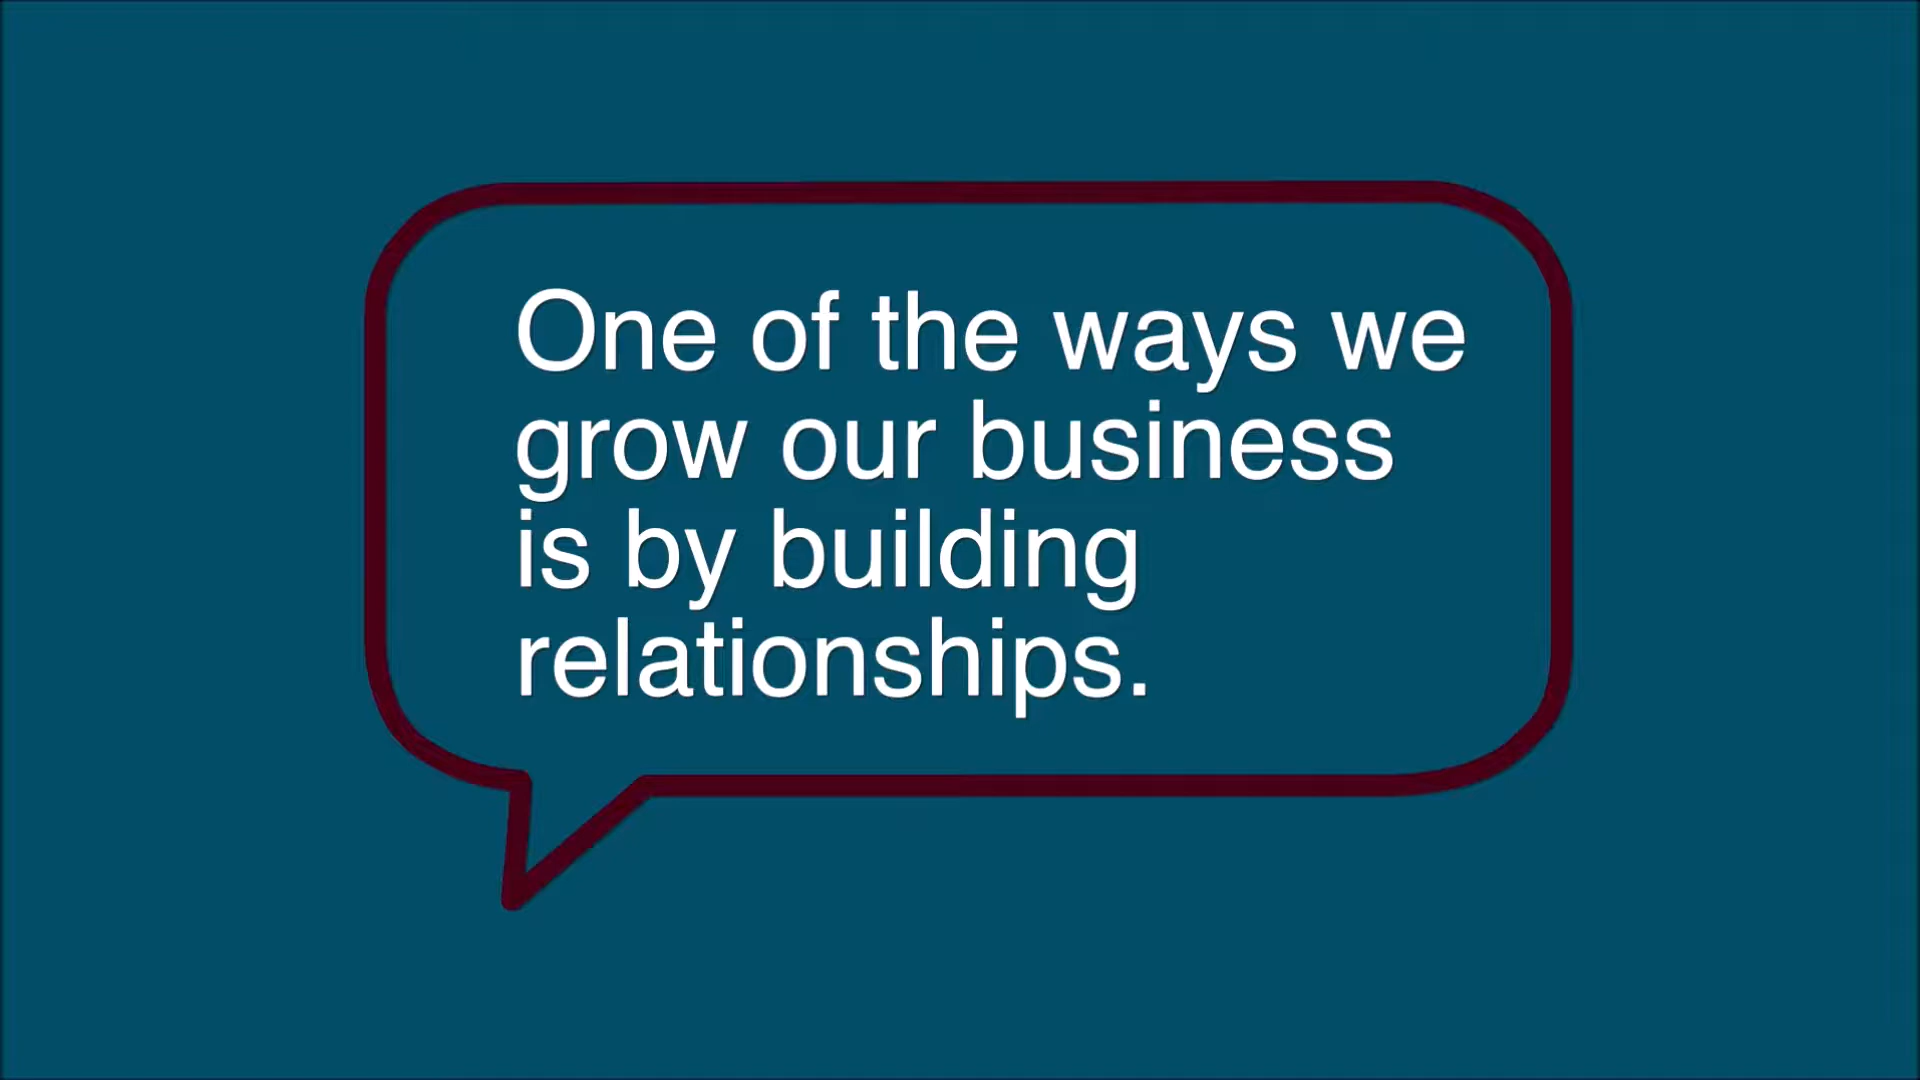 One of the ways we
grow our business
is by building
relationships.